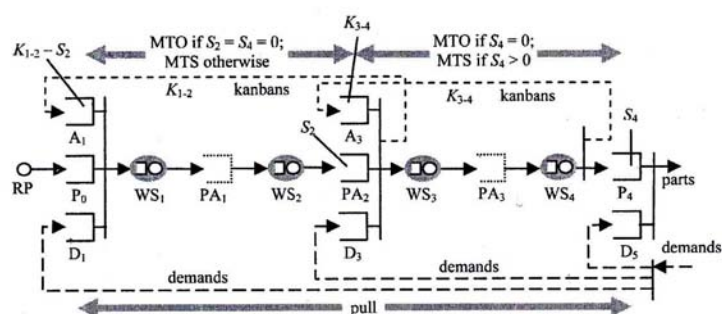 MTO if S2 = S4 = 0;
MTS otherwise
MTO if S4 = 0;
MTS if S4 > 0
K1-2 – S2
K3-4
K1-2 kanbans
K3-4 kanbans
S4
A1
A3
S2
RP
P0
WS1
PA1
WS2
PA2
WS3
PA3
WS4
P4
parts
D1
D3
D5
demands
demands
demands
pull